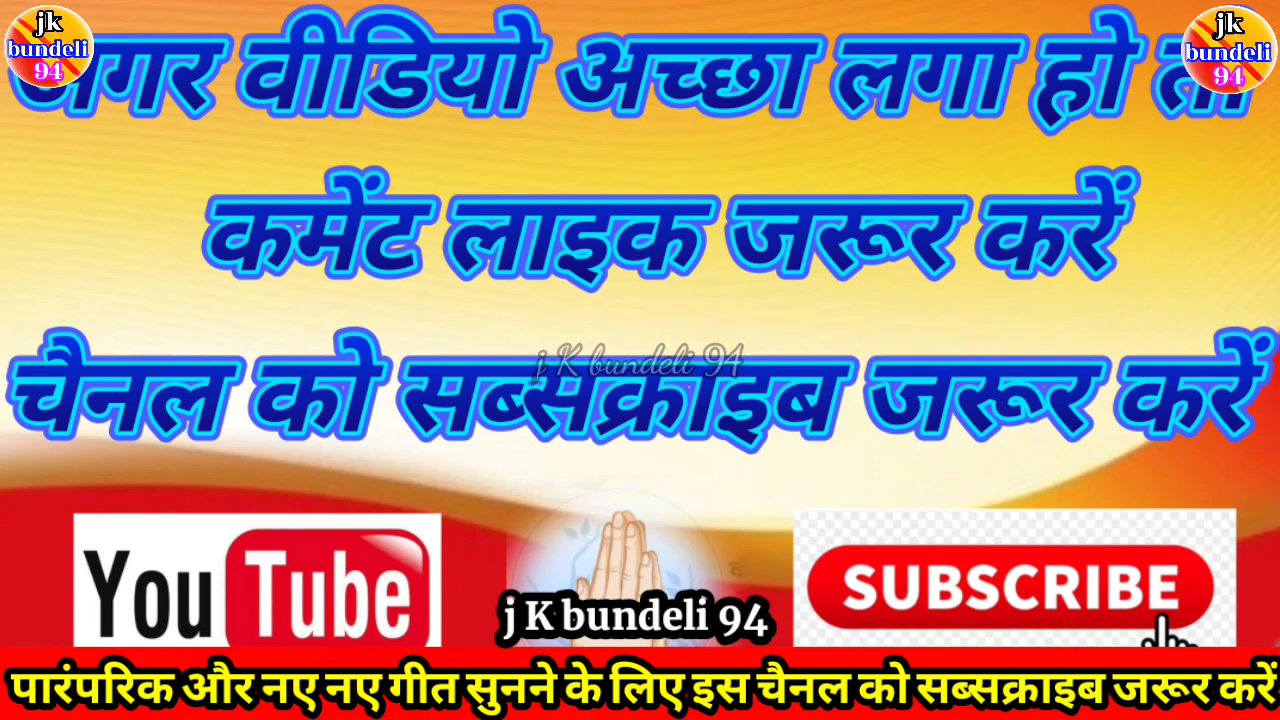 jk
bundeli
94
jk
bundeli
94
अगर वीडियो अच्छा लगा हो तो
कमेंट लाइक जरूर करें
j K bundeli 94
चैनल को सब्सक्राइब जरूर करें
You Tube
j K bundeli 94
SUBSCRIBE
पारंपरिक और नए नए गीत सुनने के लिए इस चैनल को सब्सक्राइब जरूर करें